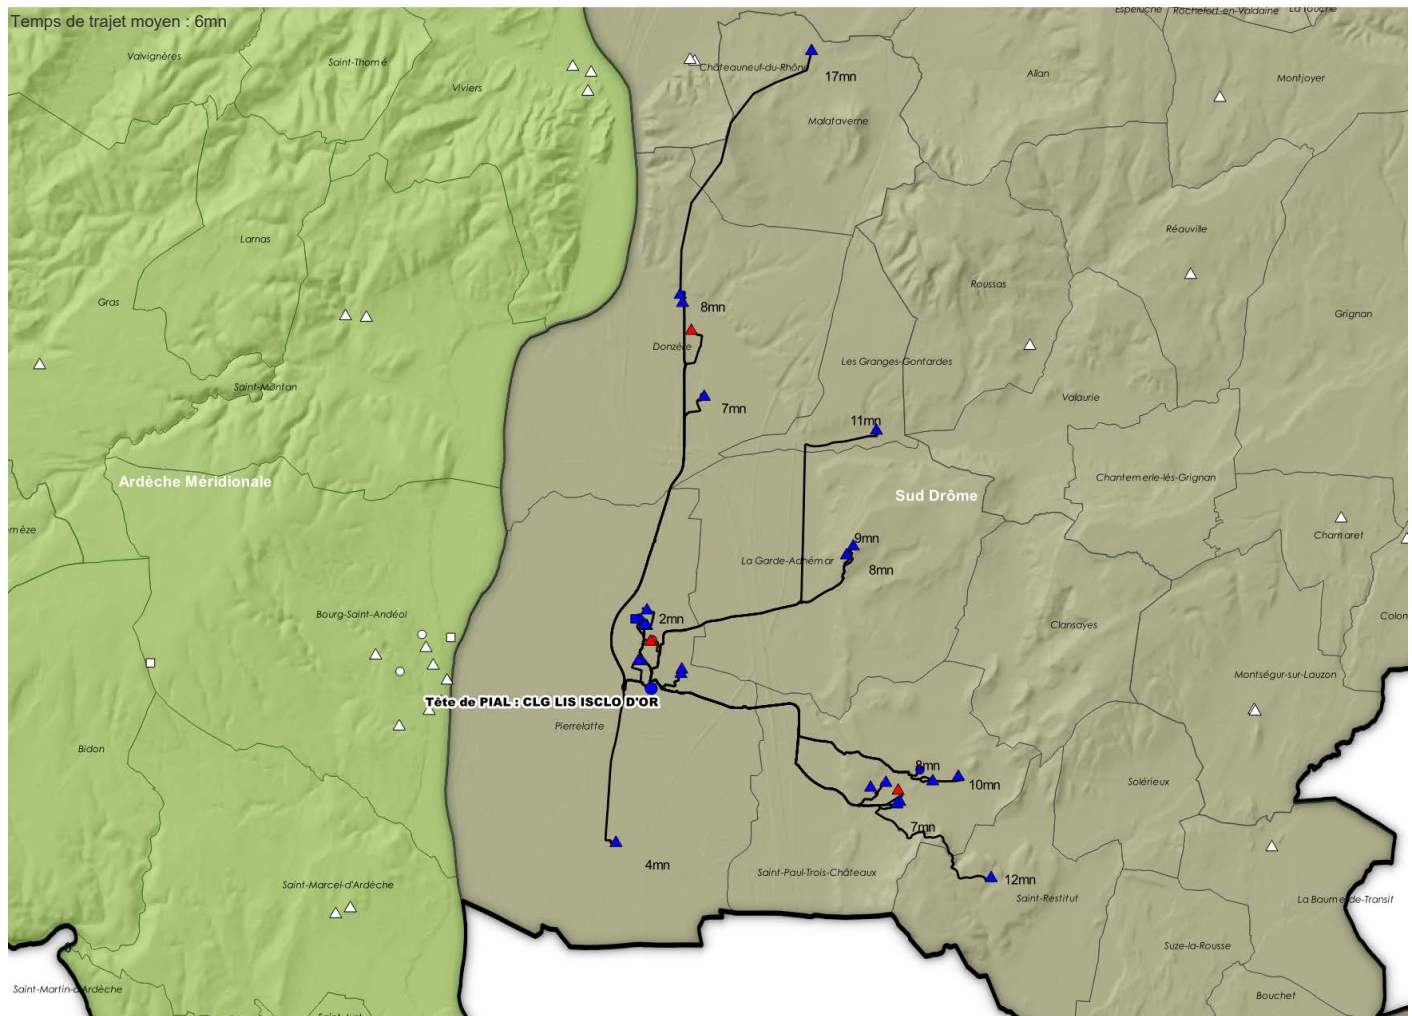 Temps de trajet moyen : 6mn
Espeluche
Rochefort-en-Valdaine
La Touche
Valvignères
Saint-Thomé
Viviers
Châteauneuf-du-Rhône
17mn
Allan
Montjoyer
Malataverne
Larnas
Réauville
Gras
Roussas
8mn
Grignan
Donzère
Les Granges-Gontardes
Saint-Montan
Valaurie
7mn
11mn
Ardèche Méridionale
Chantemerle-lès-Grignan
Sud Drôme
Chamaret
9mn
La Garde-Adhémar
8mn
Bourg-Saint-Andéol
2mn
Clansayes
Montségur-sur-Lauzon
Tête de PIAL : CLG LIS ISCLO D'OR
Pierrelatte
Bidon
8mn
10mn
Solérieux
7mn
4mn
Saint-Paul-Trois-Châteaux
12mn
Saint-Marcel-d'Ardèche
Saint-Restitut
La Baume-de-Transit
Suze-la-Rousse
Saint-Martin-d'Ardèche
Bouchet